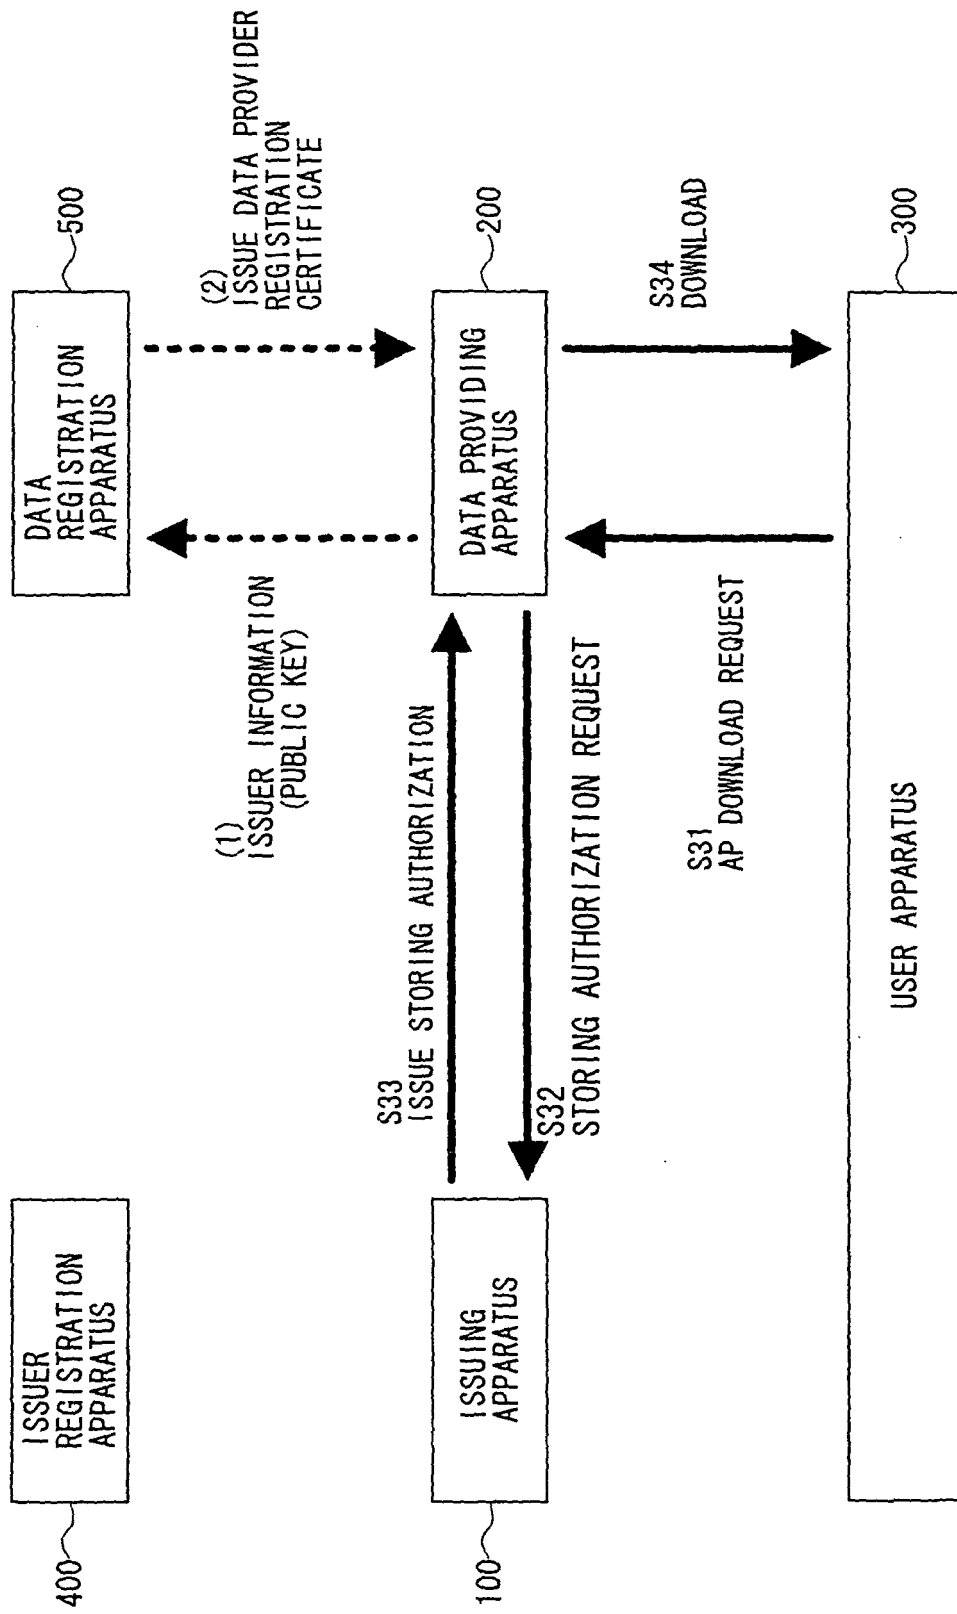 400
ISSUER
REGISTRATION
APPARATUS
DATA
REGISTRATION
APPARATUS
500
(1)
ISSUER INFORMATION
(PUBLIC KEY)
(2)
ISSUE DATA PROVIDER
REGISTRATION
CERTIFICATE
100
ISSUING
APPARATUS
S33
ISSUE STORING AUTHORIZATION
S32
STORING AUTHORIZATION REQUEST
DATA PROVIDING
APPARATUS
200
S31
AP DOWNLOAD REQUEST
S34
DOWNLOAD
USER APPARATUS
300